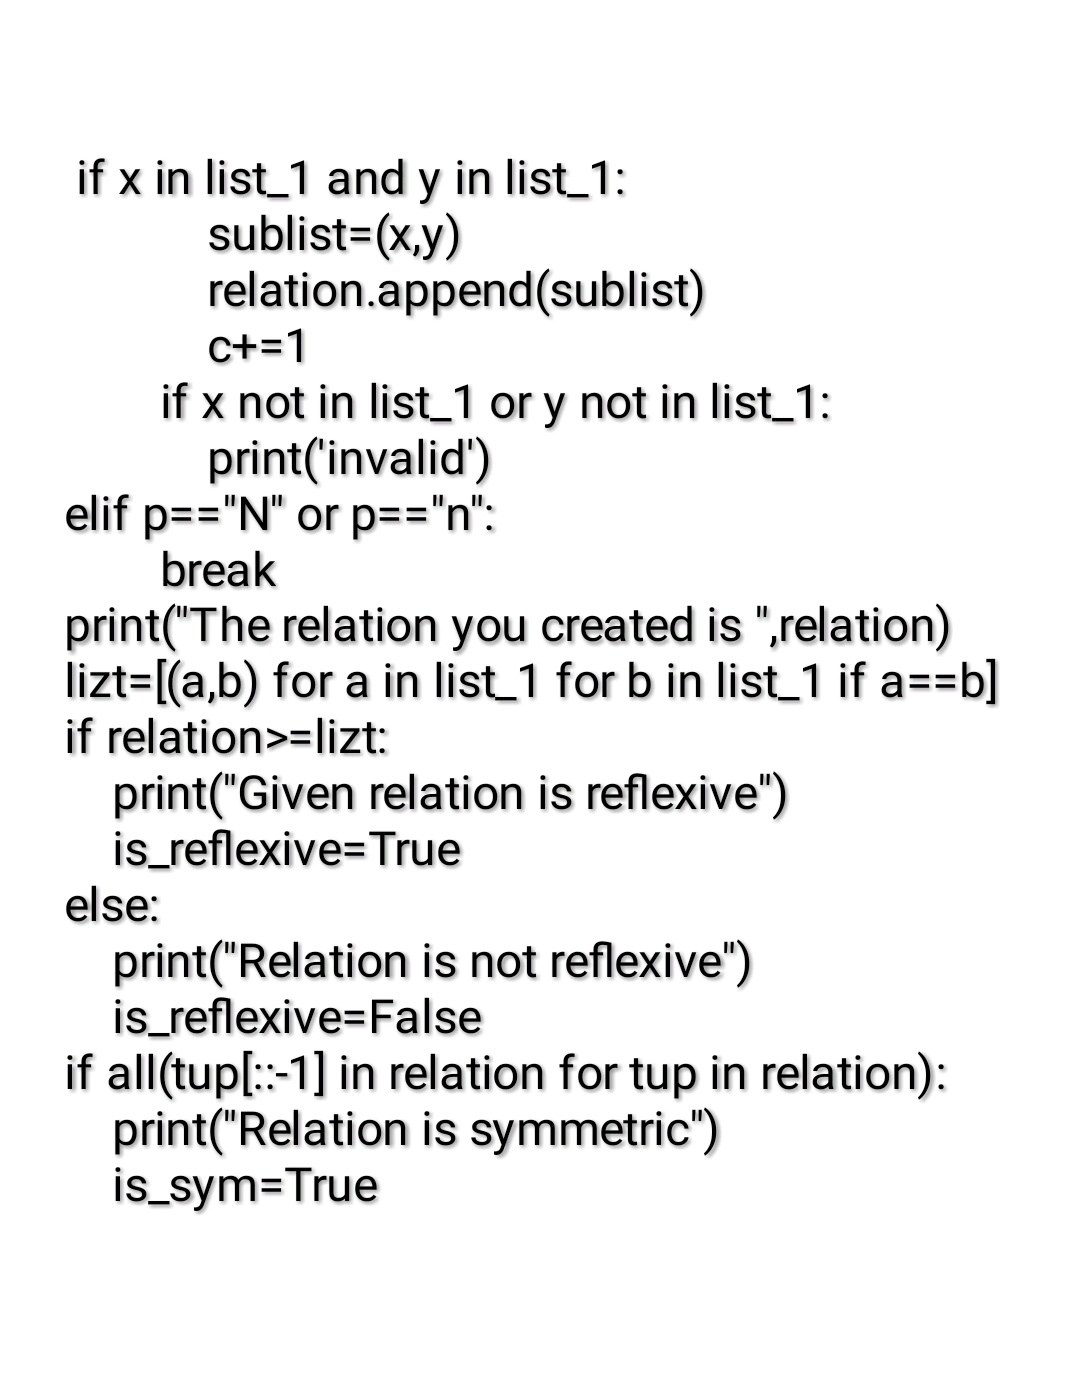 if x in list_1 and y in list_1:
            sublist=(x,y)
            relation.append(sublist)
            c+=1
        if x not in list_1 or y not in list_1:
            print('invalid')
elif p=="N" or p=="n":
        break
print("The relation you created is ",relation)
lizt=[(a,b) for a in list_1 for b in list_1 if a==b]
if relation>=lizt:
    print("Given relation is reflexive")
    is_reflexive=True
else:
    print("Relation is not reflexive")
    is_reflexive=False
if all(tup[::-1] in relation for tup in relation):
    print("Relation is symmetric")
    is_sym=True